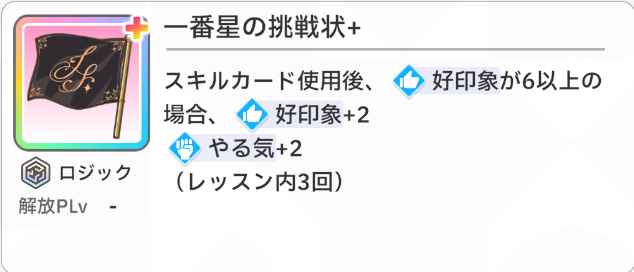 一番星の挑戦状+
スキルカード使用後、 好印象が6以上の
場合、 好印象+2
やる気+2
（レッスン内3回）
ロジック
解放PLv -